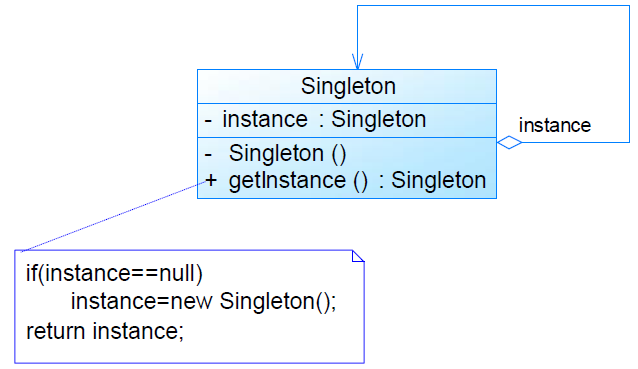 Singleton
- instance : Singleton
instance
- Singleton ()
+ getInstance () : Singleton
if(instance==null)
instance=new Singleton();
return instance;